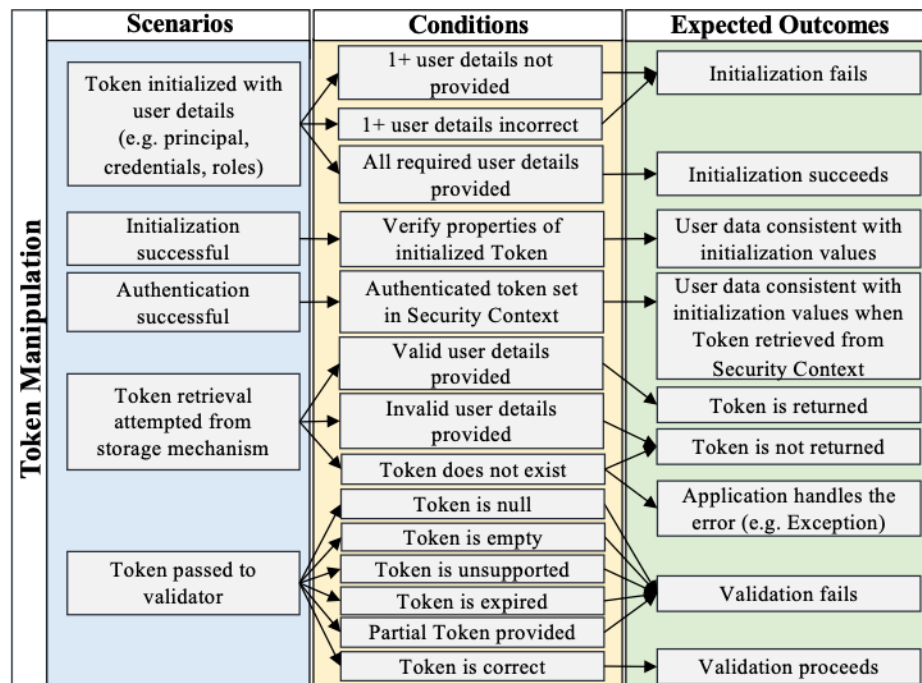 Scenarios
Conditions
Expected Outcomes
Token Manipulation
Token initialized with
user details
(e.g. principal,
credentials, roles)
1+ user details not
provided
1+ user details incorrect
All required user details
provided
Initialization fails
Initialization succeeds
Initialization
successful
Verify properties of
initialized Token
User data consistent with
initialization values
Authentication
successful
Authenticated token set
in Security Context
User data consistent with
initialization values when
Token retrieved from
Security Context
Token retrieval
attempted from
storage mechanism
Valid user details
provided
Invalid user details
provided
Token does not exist
Token is returned
Token is not returned
Application handles the
error (e.g. Exception)
Token passed to
validator
Token is null
Token is empty
Token is unsupported
Token is expired
Partial Token provided
Token is correct
Validation fails
Validation proceeds